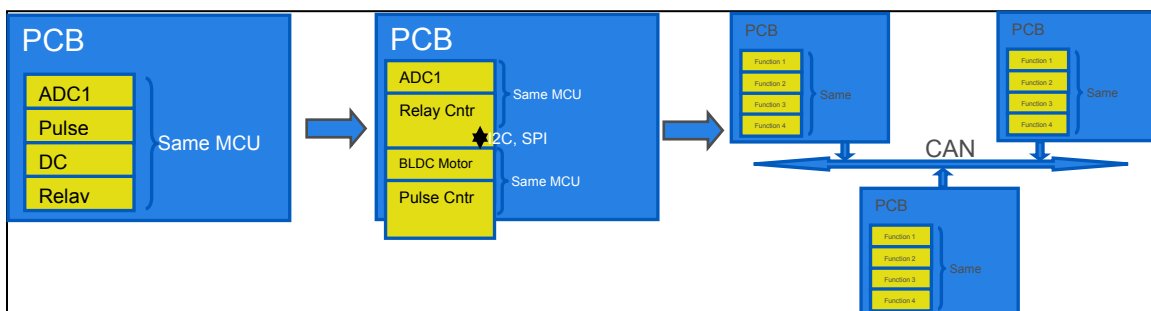 PCB
ADC1
Pulse
DC
Relav
Same MCU
PCB
ADC1
Relay Cntr
Same MCU
I2C, SPI
BLDC Motor
Pulse Cntr
Same MCU
PCB
Function 1
Function 2
Function 3
Function 4
Same
PCB
Function 1
Function 2
Function 3
Function 4
Same
CAN
PCB
Function 1
Function 2
Function 3
Function 4
Same